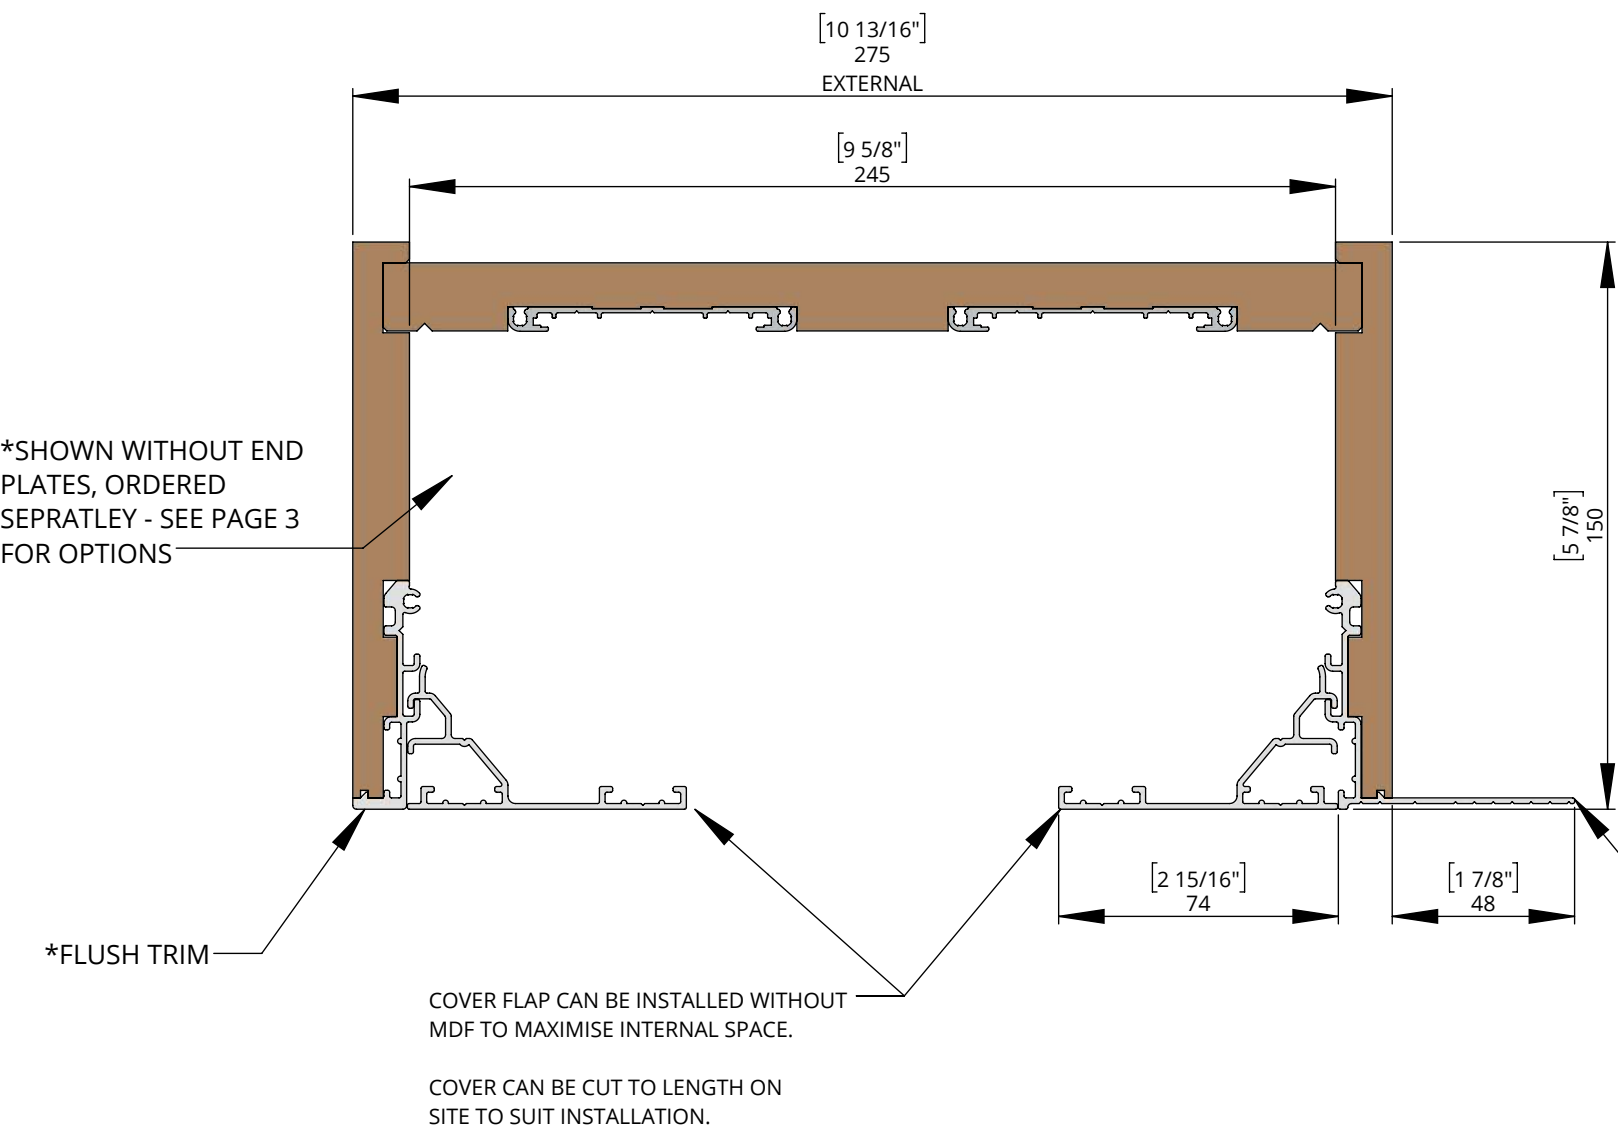 [10 13/16"]
275
EXTERNAL
[9 5/8"]
245
*SHOWN WITHOUT END
PLATES, ORDERED
SEPRATLEY - SEE PAGE 3
FOR OPTIONS
[5 7/8"]
150
[2 15/16"]
74
[1 7/8"]
48
*FLUSH TRIM
COVER FLAP CAN BE INSTALLED WITHOUT
MDF TO MAXIMISE INTERNAL SPACE.
COVER CAN BE CUT TO LENGTH ON
SITE TO SUIT INSTALLATION.